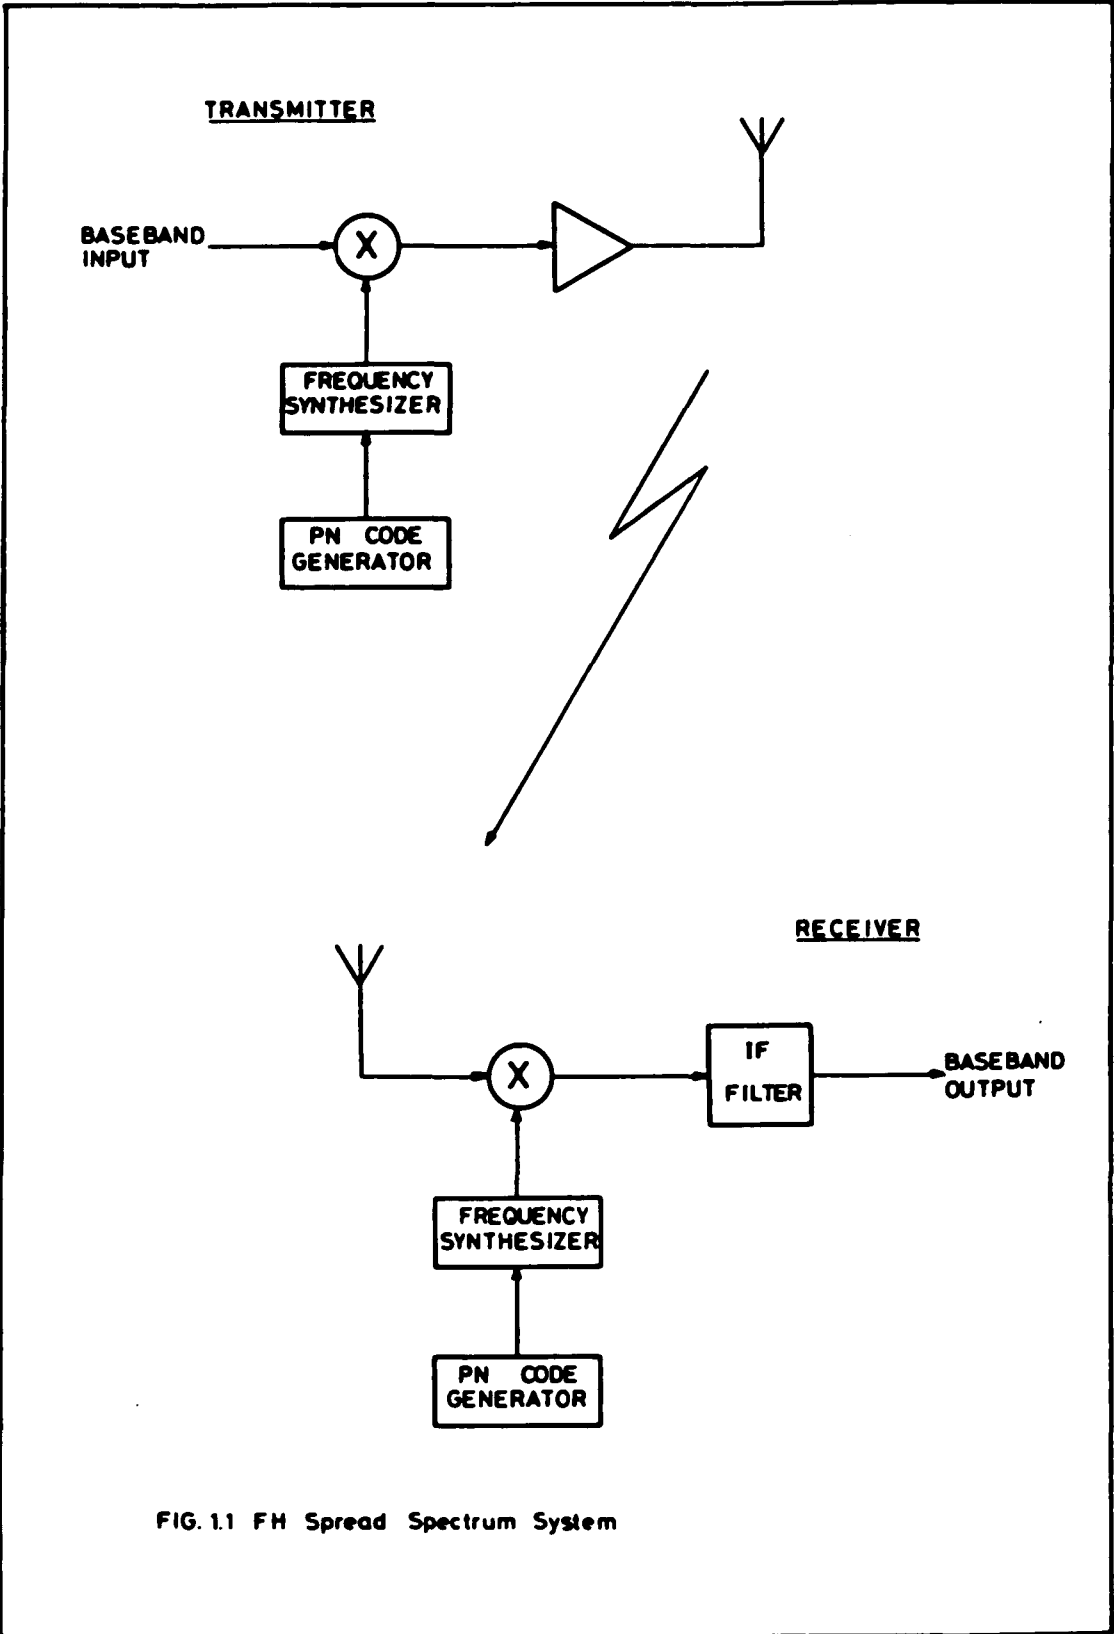 TRANSMITTER
BASEBAND
INPUT
X
FREQUENCY
SYNTHESIZER
PN CODE
GENERATOR
RECEIVER
X
IF
FILTER
BASEBAND
OUTPUT
FREQUENCY
SYNTHESIZER
PN CODE
GENERATOR
FIG. 1.1 FH Spread Spectrum System